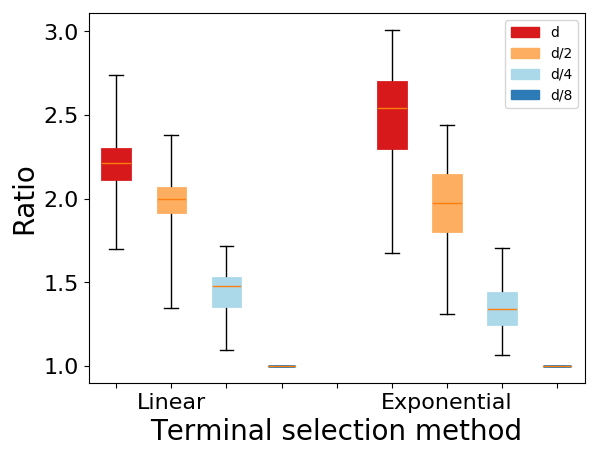 3.0
2.5
2.0
1.5
1.0
Ratio
d
d/2
d/4
d/8
Linear
Exponential
Terminal selection method